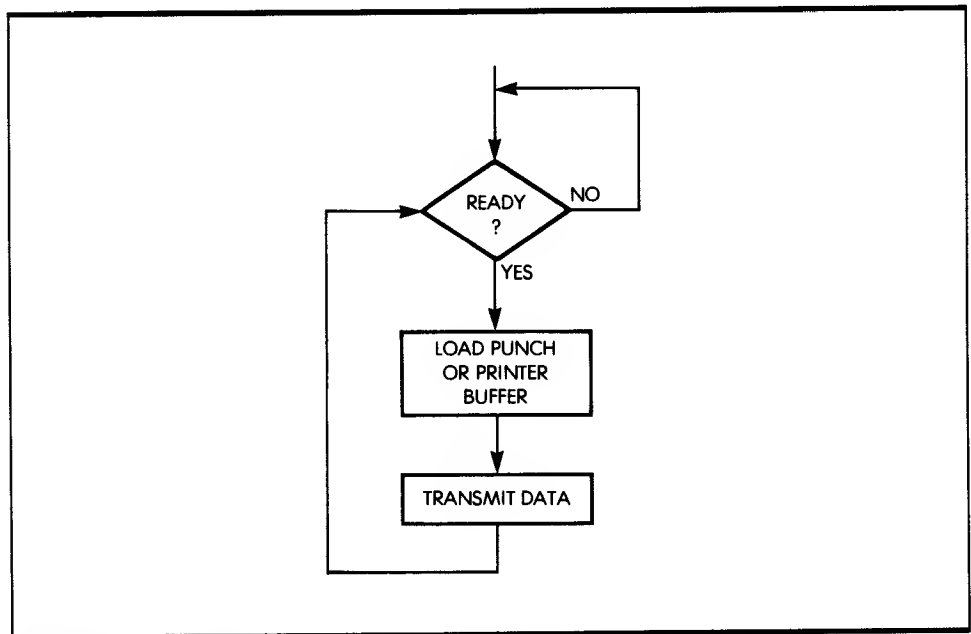 READY
?
NO
YES
LOAD PUNCH
OR PRINTER
BUFFER
TRANSMIT DATA